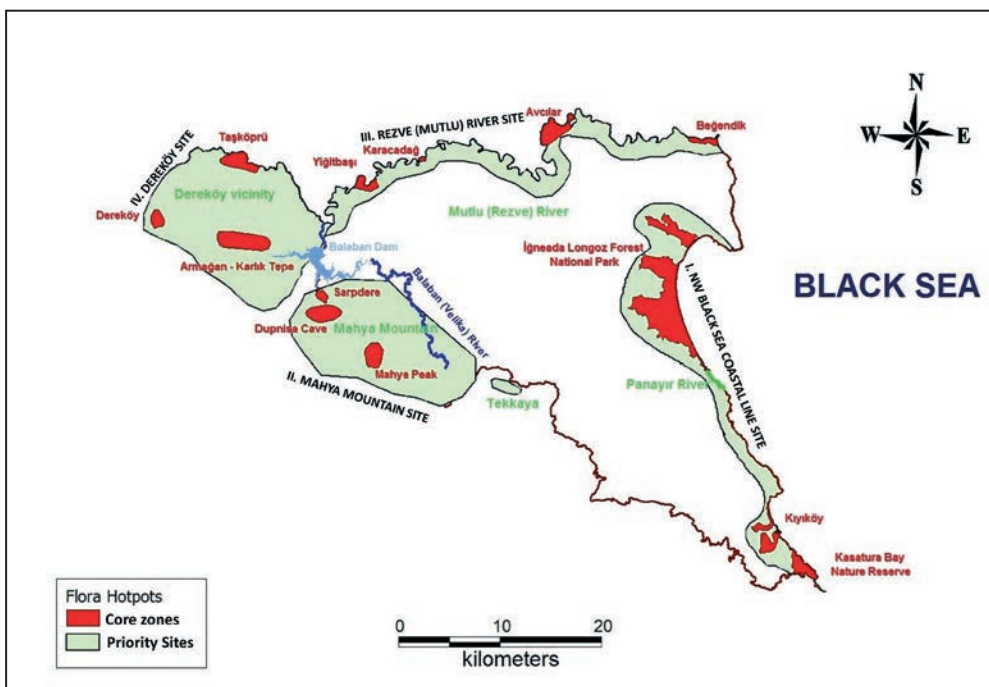 N
W E
S
Avcılar
Beğendik
III. REZVE (MUTLU) RIVER SITE
Karacadağ
Yiğitbaşı
Taşköprü
IV. DEREKÖY SITE
Dereköy vicinity
Dereköy
Armağan - Karlık Tepe
Mutlu (Rezve) River
Balaban Dam
Balaban (Velika) River
İğneada Longoz Forest
National Park
I. NW BLACK SEA COASTAL LINE SITE
BLACK SEA
Sarpdere
Dupnisa Cave
Mahya Mountain
Mahya Peak
II. MAHYA MOUNTAIN SITE
Tekkaya
Panayır River
Kıyıköy
Kasatura Bay
Nature Reserve
Flora Hotpots
Core zones
Priority Sites
0 10 20
kilometers